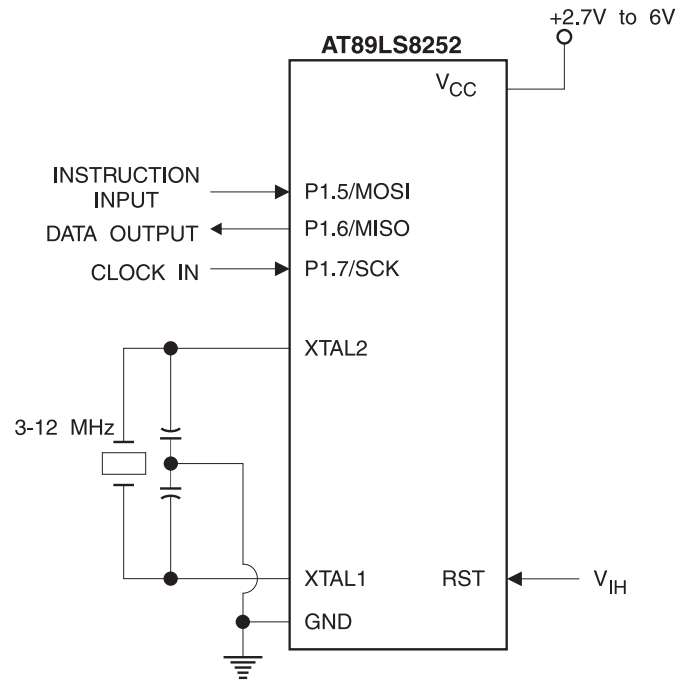 +2.7V to 6V
AT89LS8252
VCC
INSTRUCTION
INPUT
P1.5/MOSI
DATA OUTPUT
P1.6/MISO
CLOCK IN
P1.7/SCK
XTAL2
3-12 MHz
XTAL1
RST
VIH
GND